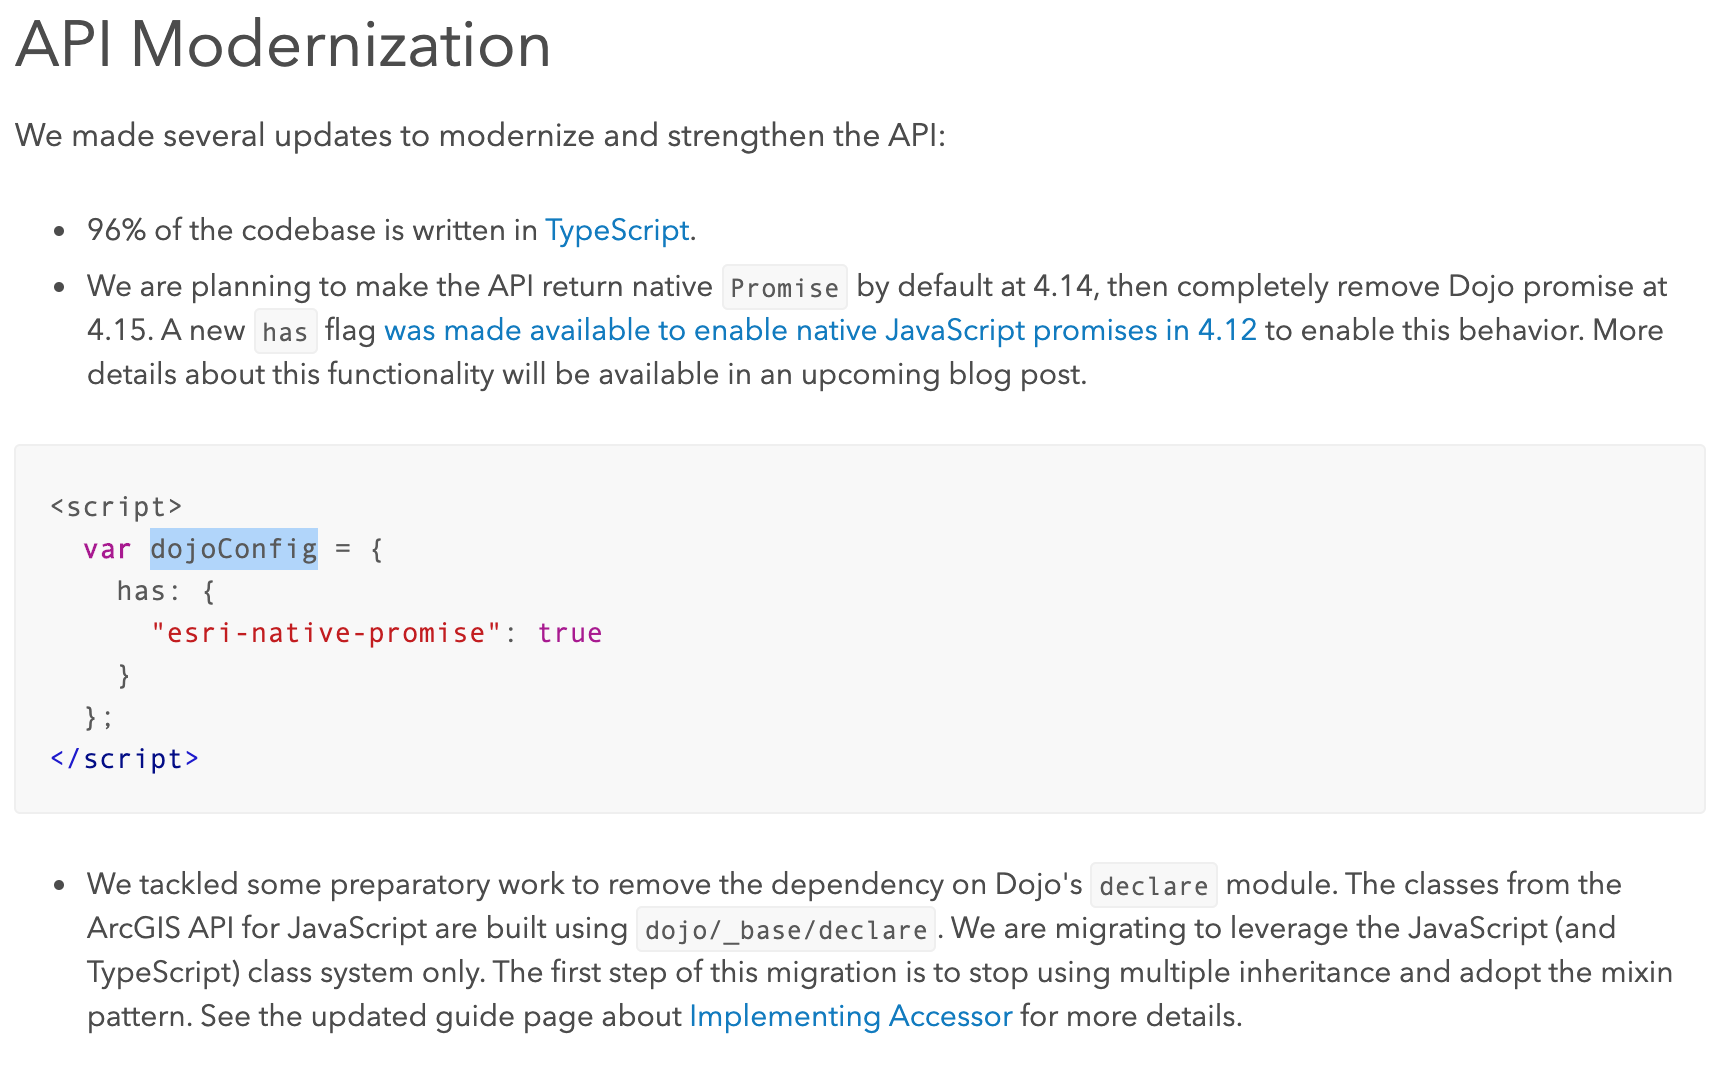 API Modernization
We made several updates to modernize and strengthen the API:
• 96% of the codebase is written in TypeScript.
• We are planning to make the API return native Promise by default at 4.14, then completely remove Dojo promise at
4.15. A new has flag was made available to enable native JavaScript promises in 4.12 to enable this behavior. More
details about this functionality will be available in an upcoming blog post.
<script>
  var dojoConfig = {
    has: {
      "esri-native-promise": true
    }
  };
</script>
• We tackled some preparatory work to remove the dependency on Dojo's declare module. The classes from the
ArcGIS API for JavaScript are built using dojo/_base/declare. We are migrating to leverage the JavaScript (and
TypeScript) class system only. The first step of this migration is to stop using multiple inheritance and adopt the mixin
pattern. See the updated guide page about Implementing Accessor for more details.